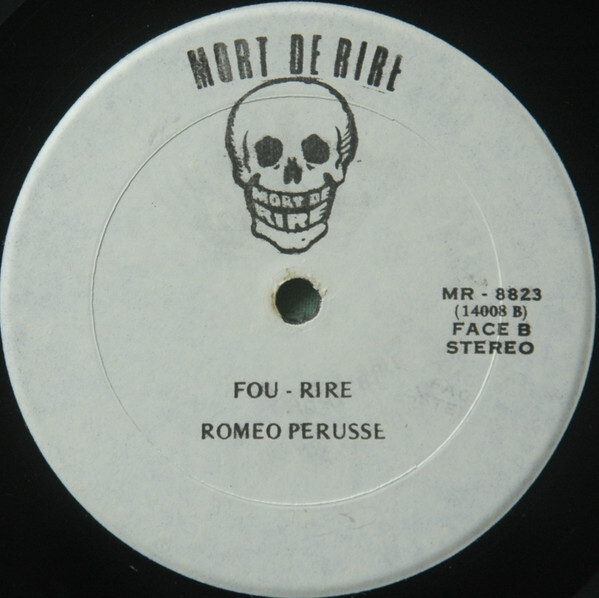 MORT DE RIRE
MORT DE
RIRE
MR - 8823
(14008 B)
FACE B
STEREO
FOU - RIRE
ROMEO PERUSSE